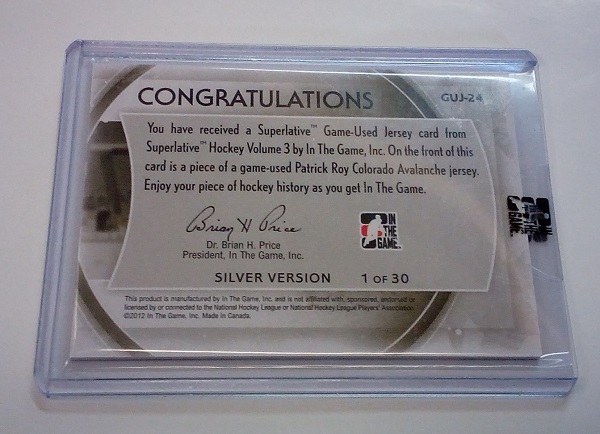 CONGRATULATIONS
GUJ-24
You have received a Superlative™ Game-Used Jersey card from
Superlative™ Hockey Volume 3 by In The Game, Inc. On the front of this
card is a piece of a game-used Patrick Roy Colorado Avalanche jersey.
Enjoy your piece of hockey history as you get In The Game.
Brian H Price
IN
THE
GAME
Dr. Brian H. Price
President, In The Game, Inc.
SILVER VERSION 1 OF 30
This product is manufactured by In The Game, Inc. and is not affiliated with, sponsored, endorsed or
licensed by or connected to the National Hockey League or National Hockey League Players' Association.
©2012 In The Game, Inc. Made in Canada.
IN
THE
GAME